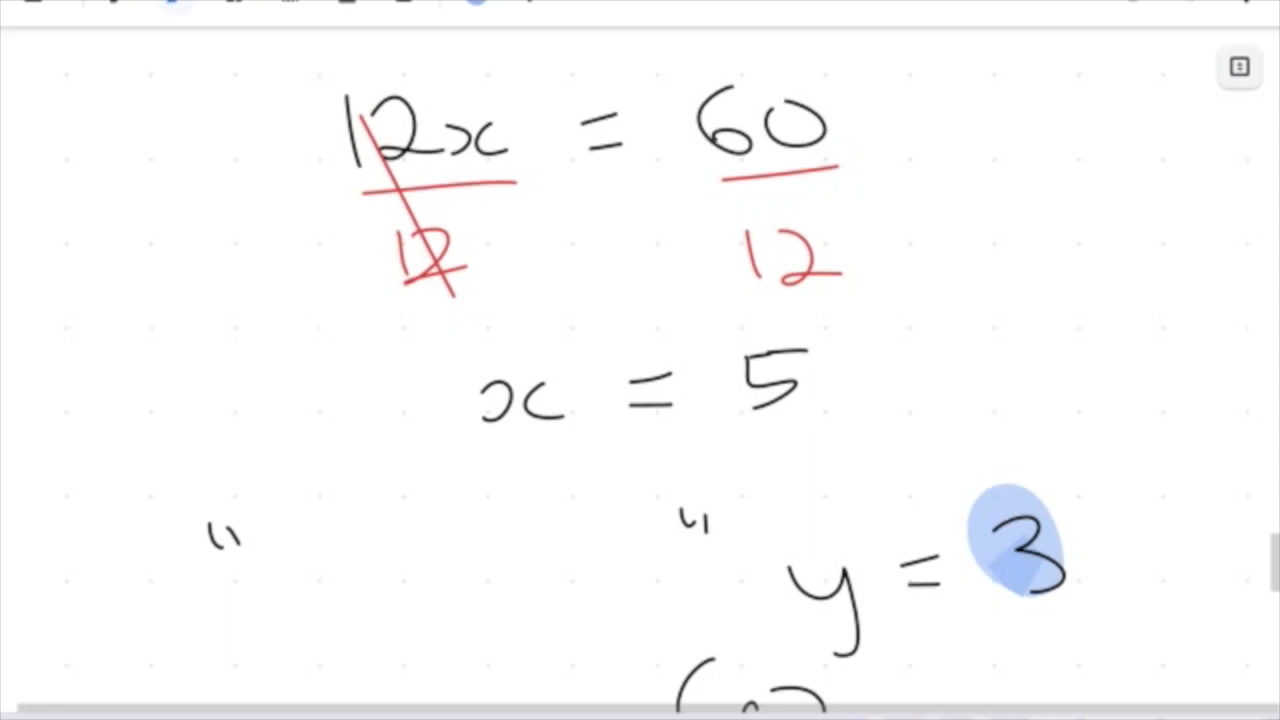 12x = 60
12 12
x = 5
" " y = 3